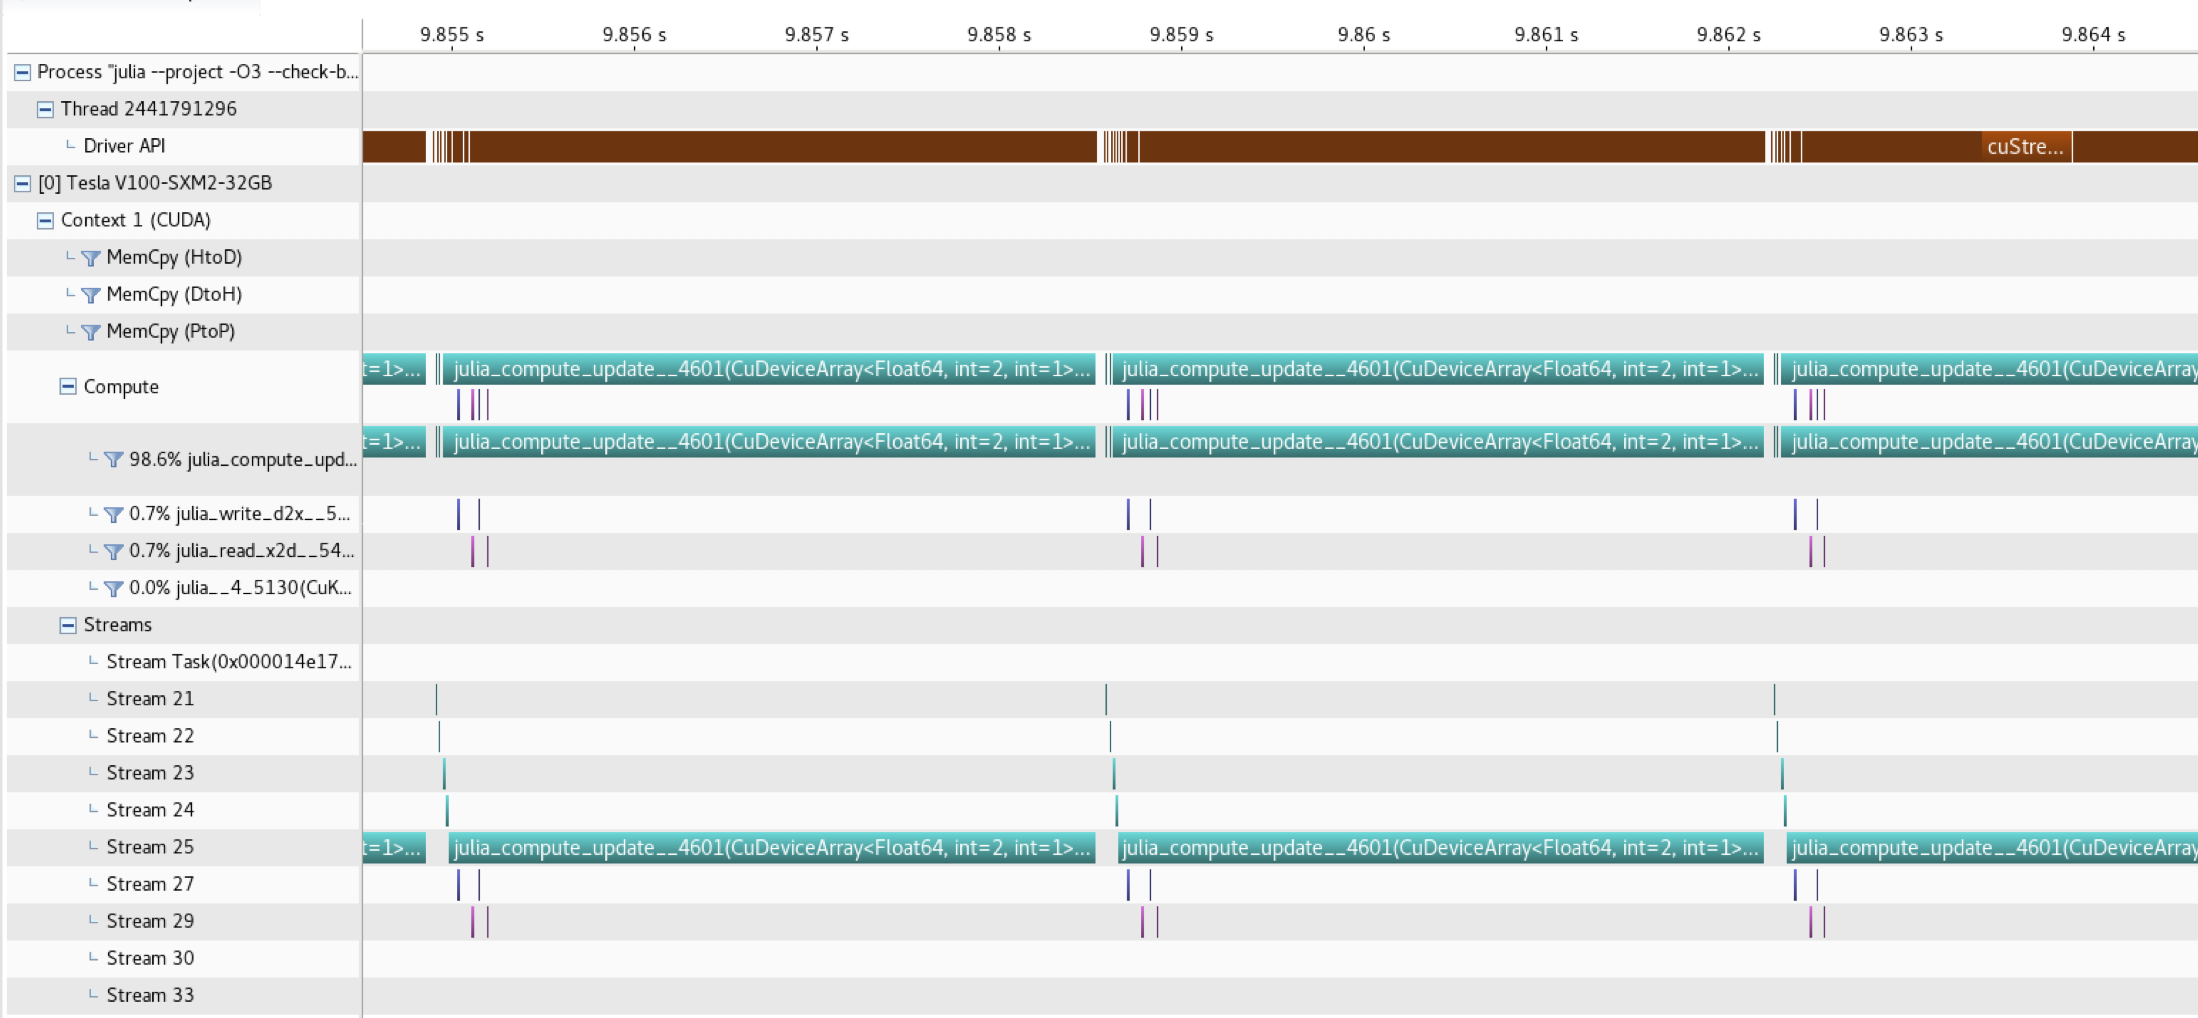 9.855 s 9.856 s 9.857 s 9.858 s 9.859 s 9.86 s 9.861 s 9.862 s 9.863 s 9.864 s
Process "julia --project -O3 --check-b...
Thread 2441791296
Driver API cuStre...
[0] Tesla V100-SXM2-32GB
Context 1 (CUDA)
MemCpy (HtoD)
MemCpy (DtoH)
MemCpy (PtoP)
t=1>... julia_compute_update__4601(CuDeviceArray<Float64, int=2, int=1>... julia_compute_update__4601(CuDeviceArray<Float64, int=2, int=1>... julia_compute_update__4601(CuDeviceArray
Compute
t=1>... julia_compute_update__4601(CuDeviceArray<Float64, int=2, int=1>... julia_compute_update__4601(CuDeviceArray<Float64, int=2, int=1>... julia_compute_update__4601(CuDeviceArray
98.6% julia_compute_upd...
0.7% julia_write_d2x__5...
0.7% julia_read_x2d__54...
0.0% julia__4_5130(CuK...
Streams
Stream Task(0x000014e17...
Stream 21
Stream 22
Stream 23
Stream 24
Stream 25 t=1>... julia_compute_update__4601(CuDeviceArray<Float64, int=2, int=1>... julia_compute_update__4601(CuDeviceArray<Float64, int=2, int=1>... julia_compute_update__4601(CuDeviceArray
Stream 27
Stream 29
Stream 30
Stream 33